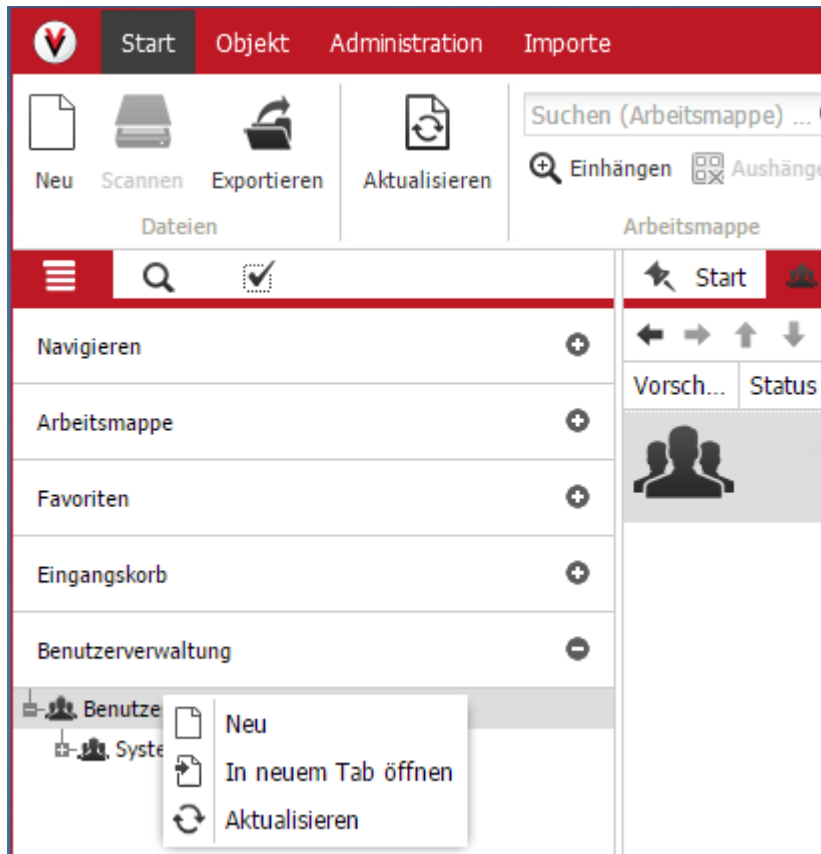 Start Objekt Administration Importe
Suchen (Arbeitsmappe) ...
Einhängen
Neu Scannen Exportieren Aktualisieren
Dateien Arbeitsmappe
Start
Navigieren
Vorsch... Status
Arbeitsmappe
Favoriten
Eingangskorb
Benutzerverwaltung
Neu
In neuem Tab öffnen
Aktualisieren